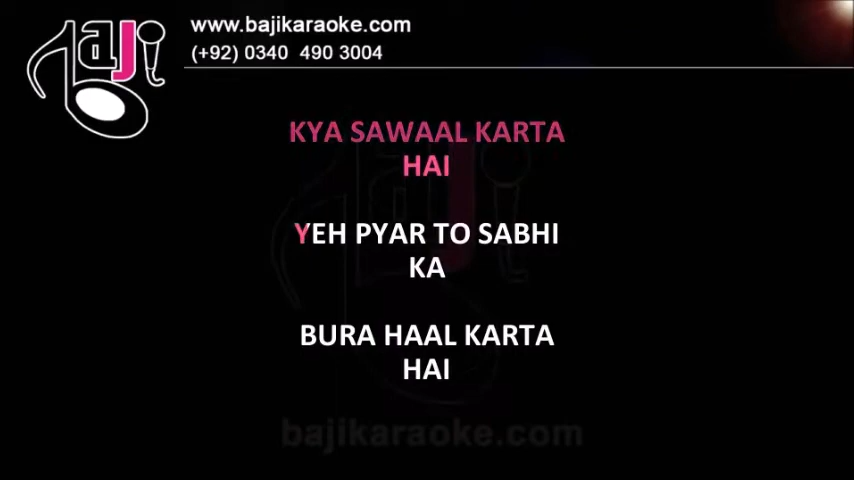 BAJI
www.bajikaraoke.com
(+92) 0340 490 3004
KYA SAWAAL KARTA
HAI
YEH PYAR TO SABHI
KA
BURA HAAL KARTA
HAI
bajikaraoke.com